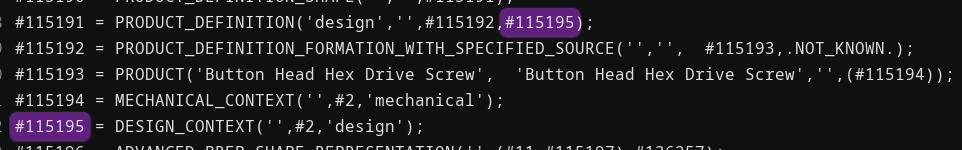 #115191 = PRODUCT_DEFINITION('design','',#115192,#115195);
#115192 = PRODUCT_DEFINITION_FORMATION_WITH_SPECIFIED_SOURCE('','', #115193,.NOT_KNOWN.);
#115193 = PRODUCT('Button Head Hex Drive Screw', 'Button Head Hex Drive Screw','',(#115194));
#115194 = MECHANICAL_CONTEXT('',#2,'mechanical');
#115195 = DESIGN_CONTEXT('',#2,'design');